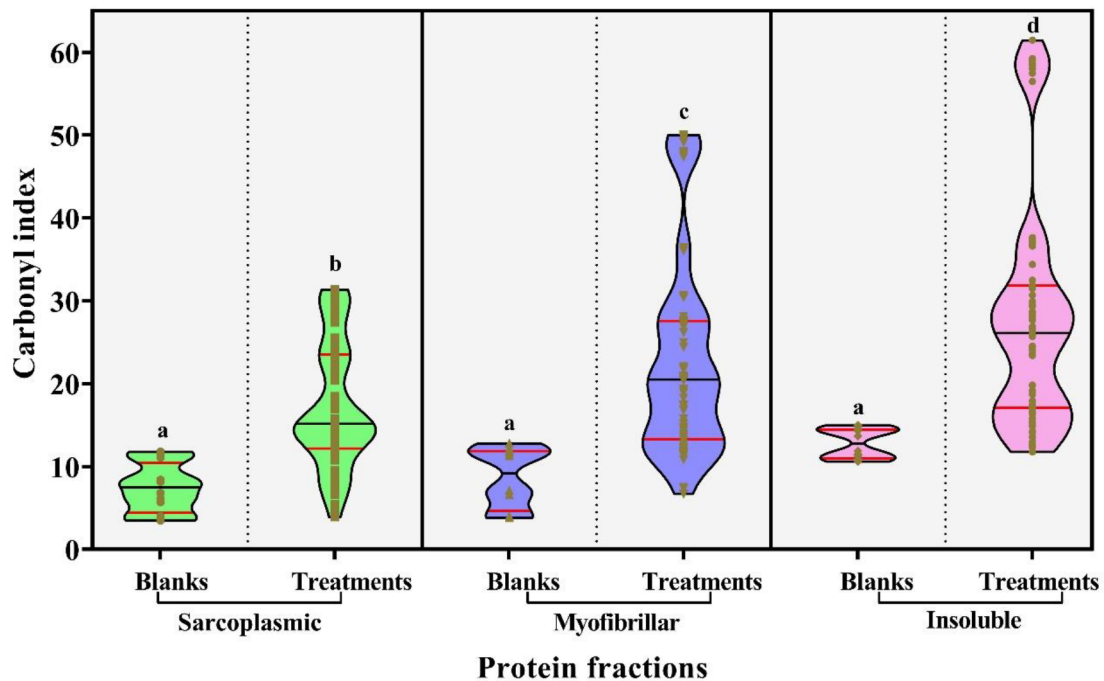 Carbonyl index
60
50
40
30
20
10
0
a
b
a
c
a
d
Blanks Treatments Blanks Treatments Blanks Treatments
Sarcoplasmic Myofibrillar Insoluble
Protein fractions